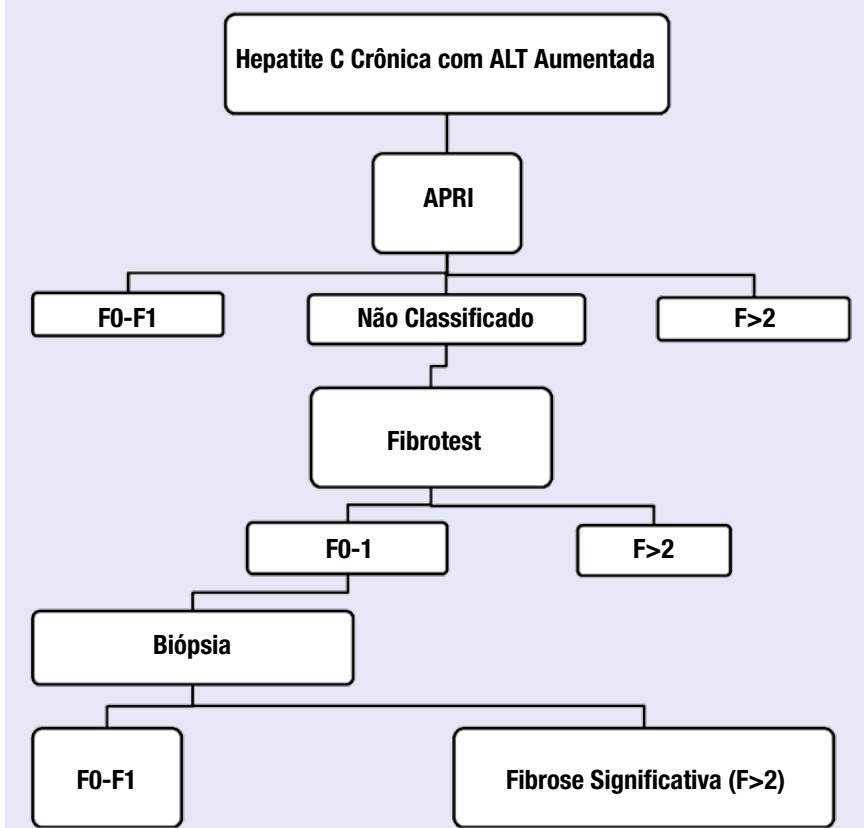 Hepatite C Crônica com ALT Aumentada
APRI
F0-F1
Não Classificado
F>2
Fibrotest
F0-1
F>2
Biópsia
F0-F1
Fibrose Significativa (F>2)